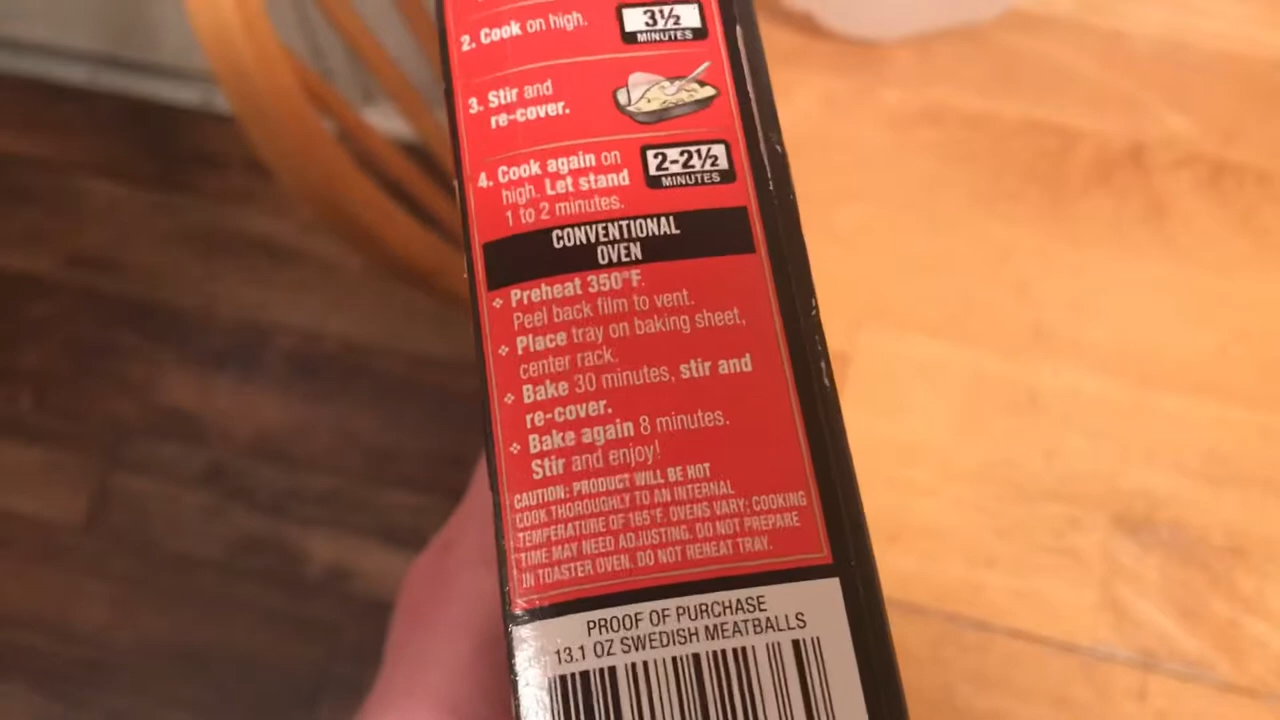 2. Cook on high.
3½
MINUTES
3. Stir and
re-cover.
4. Cook again on
high. Let stand
1 to 2 minutes.
2-2½
MINUTES
CONVENTIONAL
OVEN
❖ Preheat 350°F.
Peel back film to vent.
❖ Place tray on baking sheet,
center rack.
❖ Bake 30 minutes, stir and
re-cover.
❖ Bake again 8 minutes.
Stir and enjoy!
CAUTION: PRODUCT WILL BE HOT
COOK THOROUGHLY TO AN INTERNAL
TEMPERATURE OF 165°F. OVENS VARY; COOKING
TIME MAY NEED ADJUSTING. DO NOT PREPARE
IN TOASTER OVEN. DO NOT REHEAT TRAY.
PROOF OF PURCHASE
13.1 OZ SWEDISH MEATBALLS